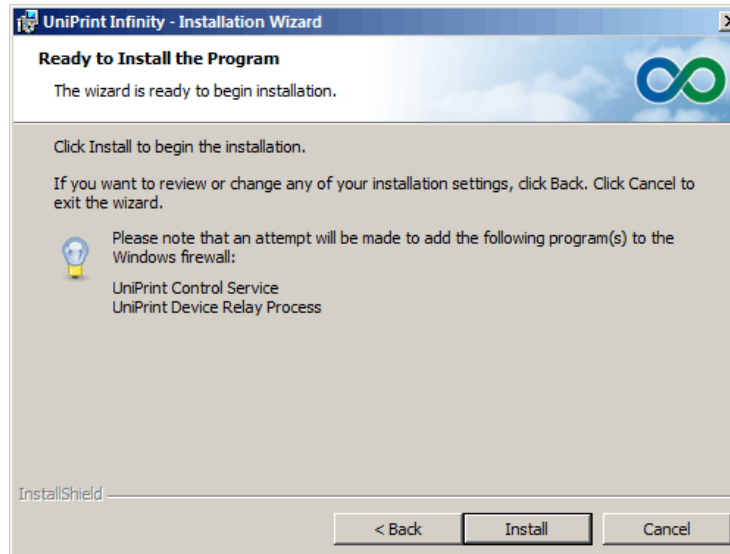 UniPrint Infinity - Installation Wizard
Ready to Install the Program
The wizard is ready to begin installation.
Click Install to begin the installation.
If you want to review or change any of your installation settings, click Back. Click Cancel to
exit the wizard.
Please note that an attempt will be made to add the following program(s) to the
Windows firewall:
UniPrint Control Service
UniPrint Device Relay Process
InstallShield
< Back
Install
Cancel